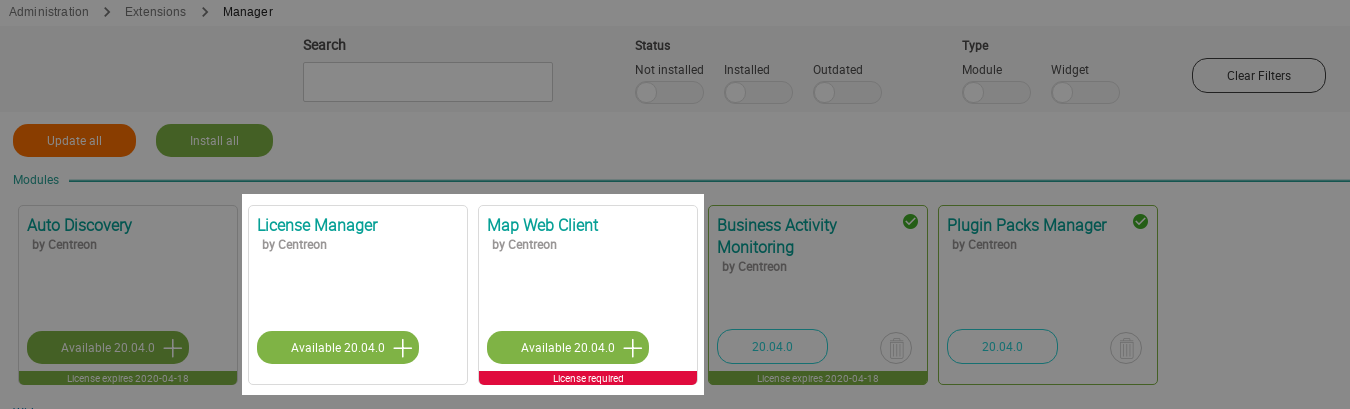 Administration > Extensions > Manager
Search
Status
Type
Not installed
Installed
Outdated
Module
Widget
Clear Filters
Update all
Install all
Modules
Auto Discovery
by Centreon
Available 20.04.0
License expires 2020-04-18
License Manager
by Centreon
Available 20.04.0
Map Web Client
by Centreon
Available 20.04.0
License required
Business Activity
Monitoring
by Centreon
20.04.0
License expires 2020-04-18
Plugin Packs Manager
by Centreon
20.04.0